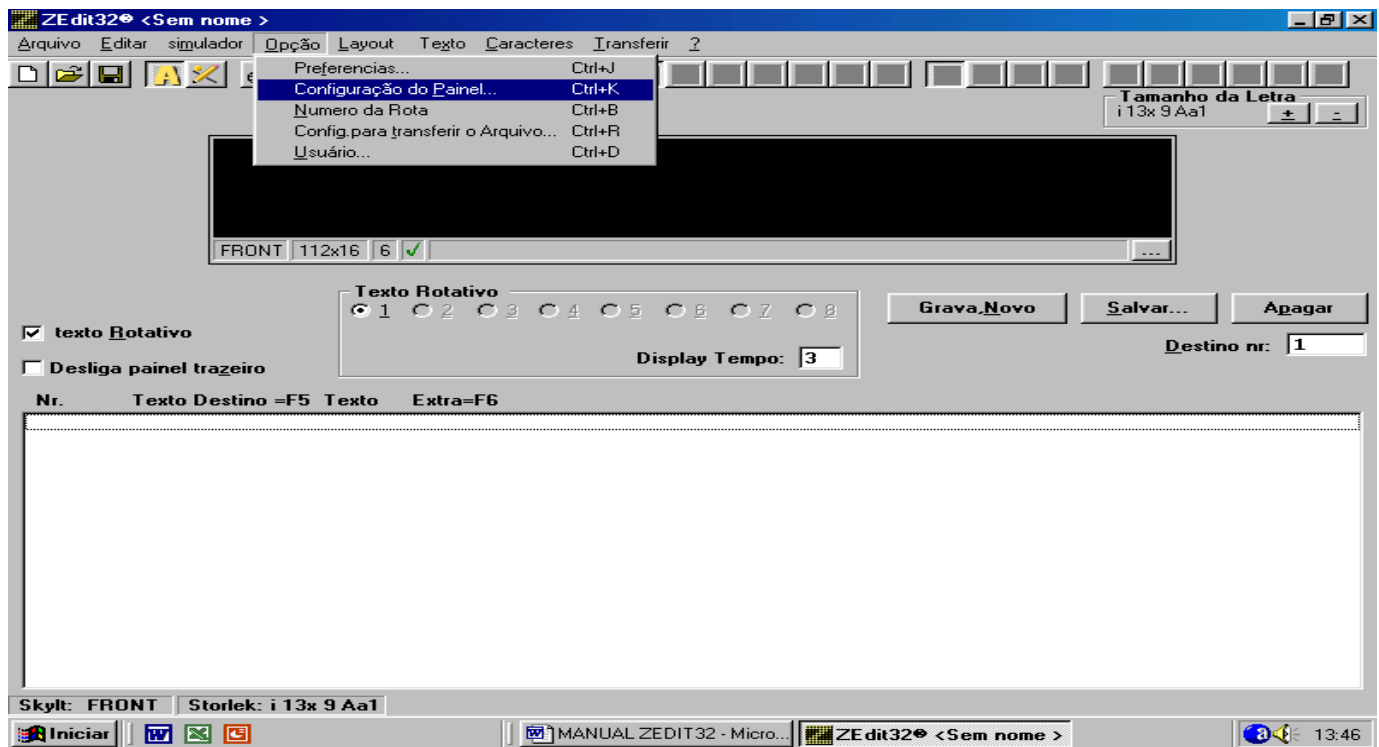 ZEdit32® <Sem nome >
Arquivo Editar simulador Opção Layout Texto Caracteres Transferir ?
Preferencias... Ctrl+J
Configuração do Painel... Ctrl+K
Numero da Rota Ctrl+B
Config.para transferir o Arquivo... Ctrl+R
Usuário... Ctrl+D
Tamanho da Letra
i 13x 9 Aa1 + -
FRONT 112x16 6 ...
Texto Rotativo
1 2 3 4 5 6 7 8
Grava,Novo Salvar... Apagar
texto Rotativo
Display Tempo: 3
Destino nr: 1
Desliga painel trazeiro
Nr. Texto Destino =F5 Texto Extra=F6
Skylt: FRONT Storlek: i 13x 9 Aa1
Iniciar MANUAL ZEDIT32 - Micro... ZEdit32® <Sem nome > 13:46